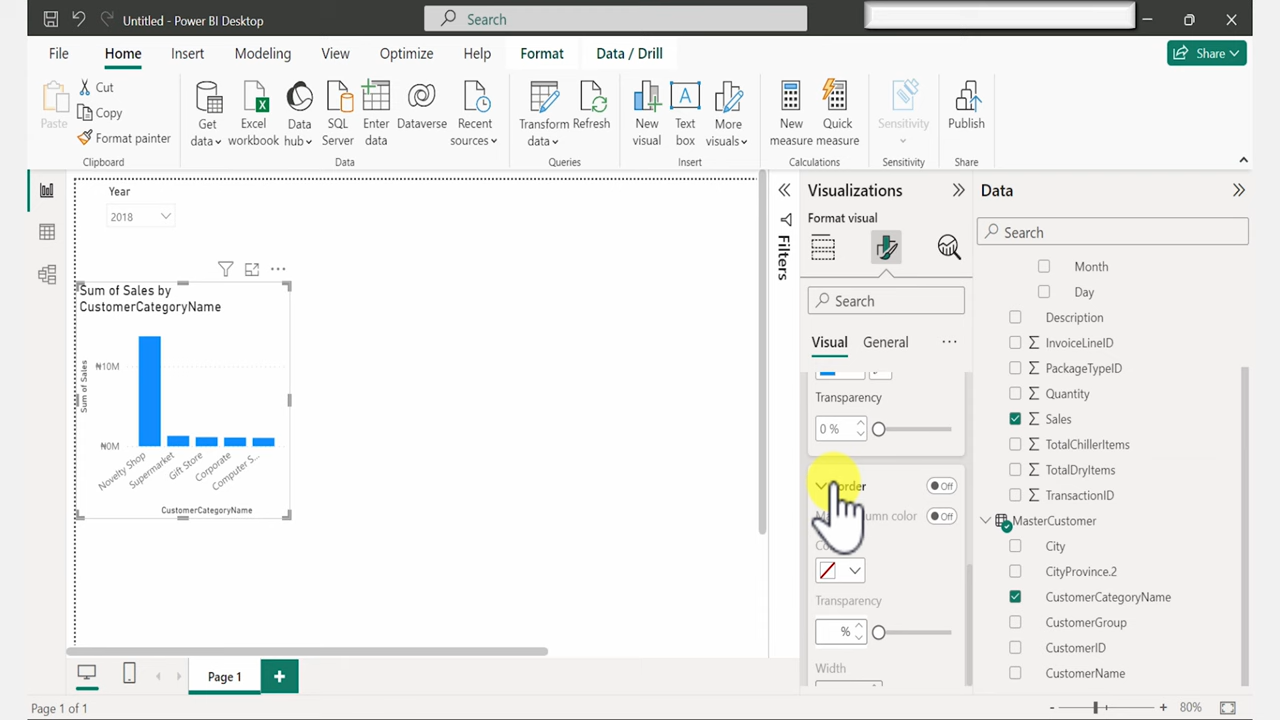 Untitled - Power BI Desktop
Search
File Home Insert Modeling View Optimize Help Format Data / Drill
Share
Paste
Cut
Copy
Format painter
Clipboard
Get data
Excel workbook
Data hub
SQL Server
Enter data
Dataverse
Recent sources
Data
Transform data
Refresh
Queries
New visual
Text box
More visuals
Insert
New measure
Quick measure
Calculations
Sensitivity
Sensitivity
Publish
Share
Year
2018
Sum of Sales by
CustomerCategoryName
Sum of Sales
₦10M
₦0M
Novelty Shop
Supermarket
Gift Store
Corporate
Computer S...
CustomerCategoryName
Filters
Visualizations
Format visual
Search
Visual General
Transparency
0 %
Off
Off
Transparency
%
Width
Data
Search
Month
Day
Description
InvoiceLineID
PackageTypeID
Quantity
Sales
TotalChillerItems
TotalDryItems
TransactionID
MasterCustomer
City
CityProvince.2
CustomerCategoryName
CustomerGroup
CustomerID
CustomerName
Page 1
Page 1 of 1
- + 80%